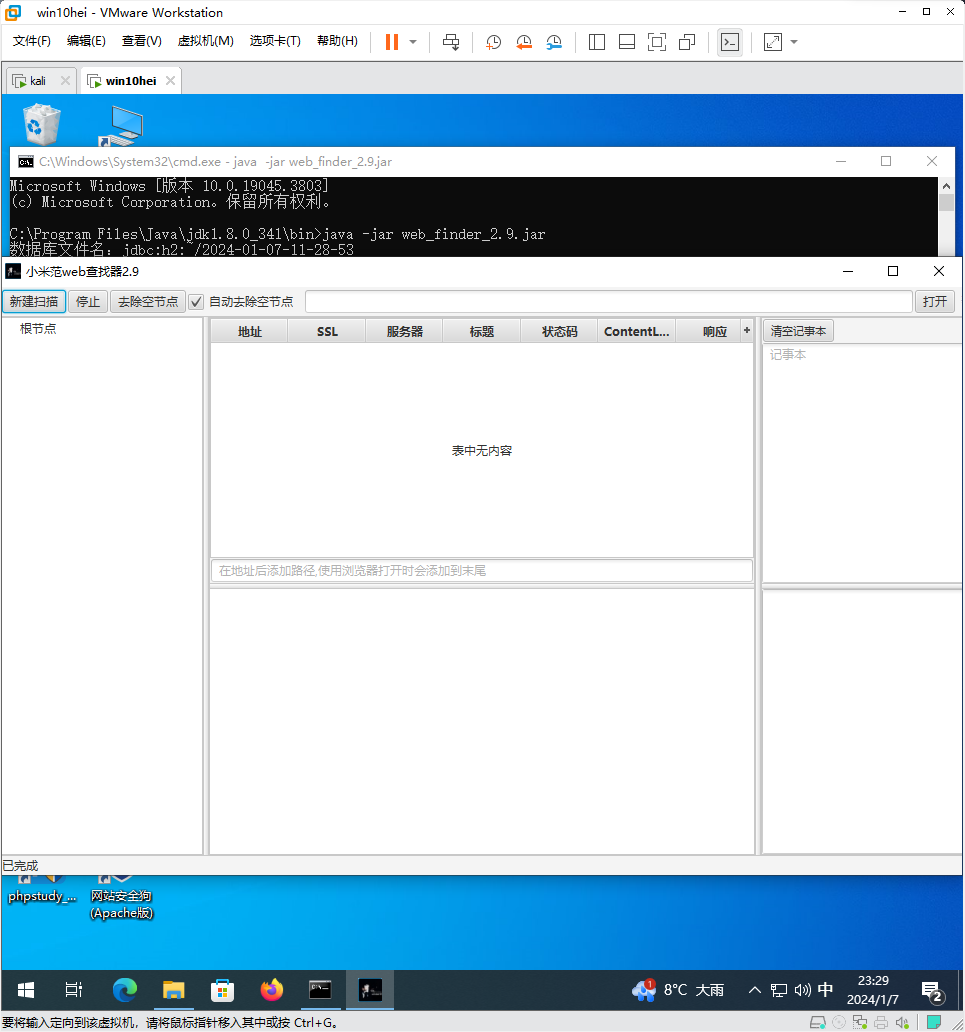 win10hei - VMware Workstation
文件(F) 编辑(E) 查看(V) 虚拟机(M) 选项卡(T) 帮助(H)
kali win10hei
C:\Windows\System32\cmd.exe - java -jar web_finder_2.9.jar
Microsoft Windows [版本 10.0.19045.3803]
(c) Microsoft Corporation。保留所有权利。
C:\Program Files\Java\jdk1.8.0_341\bin>java -jar web_finder_2.9.jar
数据库文件名：jdbc:h2:~/2024-01-07-11-28-53
小米范web查找器2.9
新建扫描 停止 去除空节点 自动去除空节点 打开
根节点
地址 SSL 服务器 标题 状态码 ContentL... 响应 +
清空记事本
记事本
表中无内容
在地址后添加路径,使用浏览器打开时会添加到末尾
已完成
phpstudy_...
网站安全狗
(Apache版)
1
8°C 大雨
中
23:29
2024/1/7
2
要将输入定向到该虚拟机，请将鼠标指针移入其中或按 Ctrl+G。